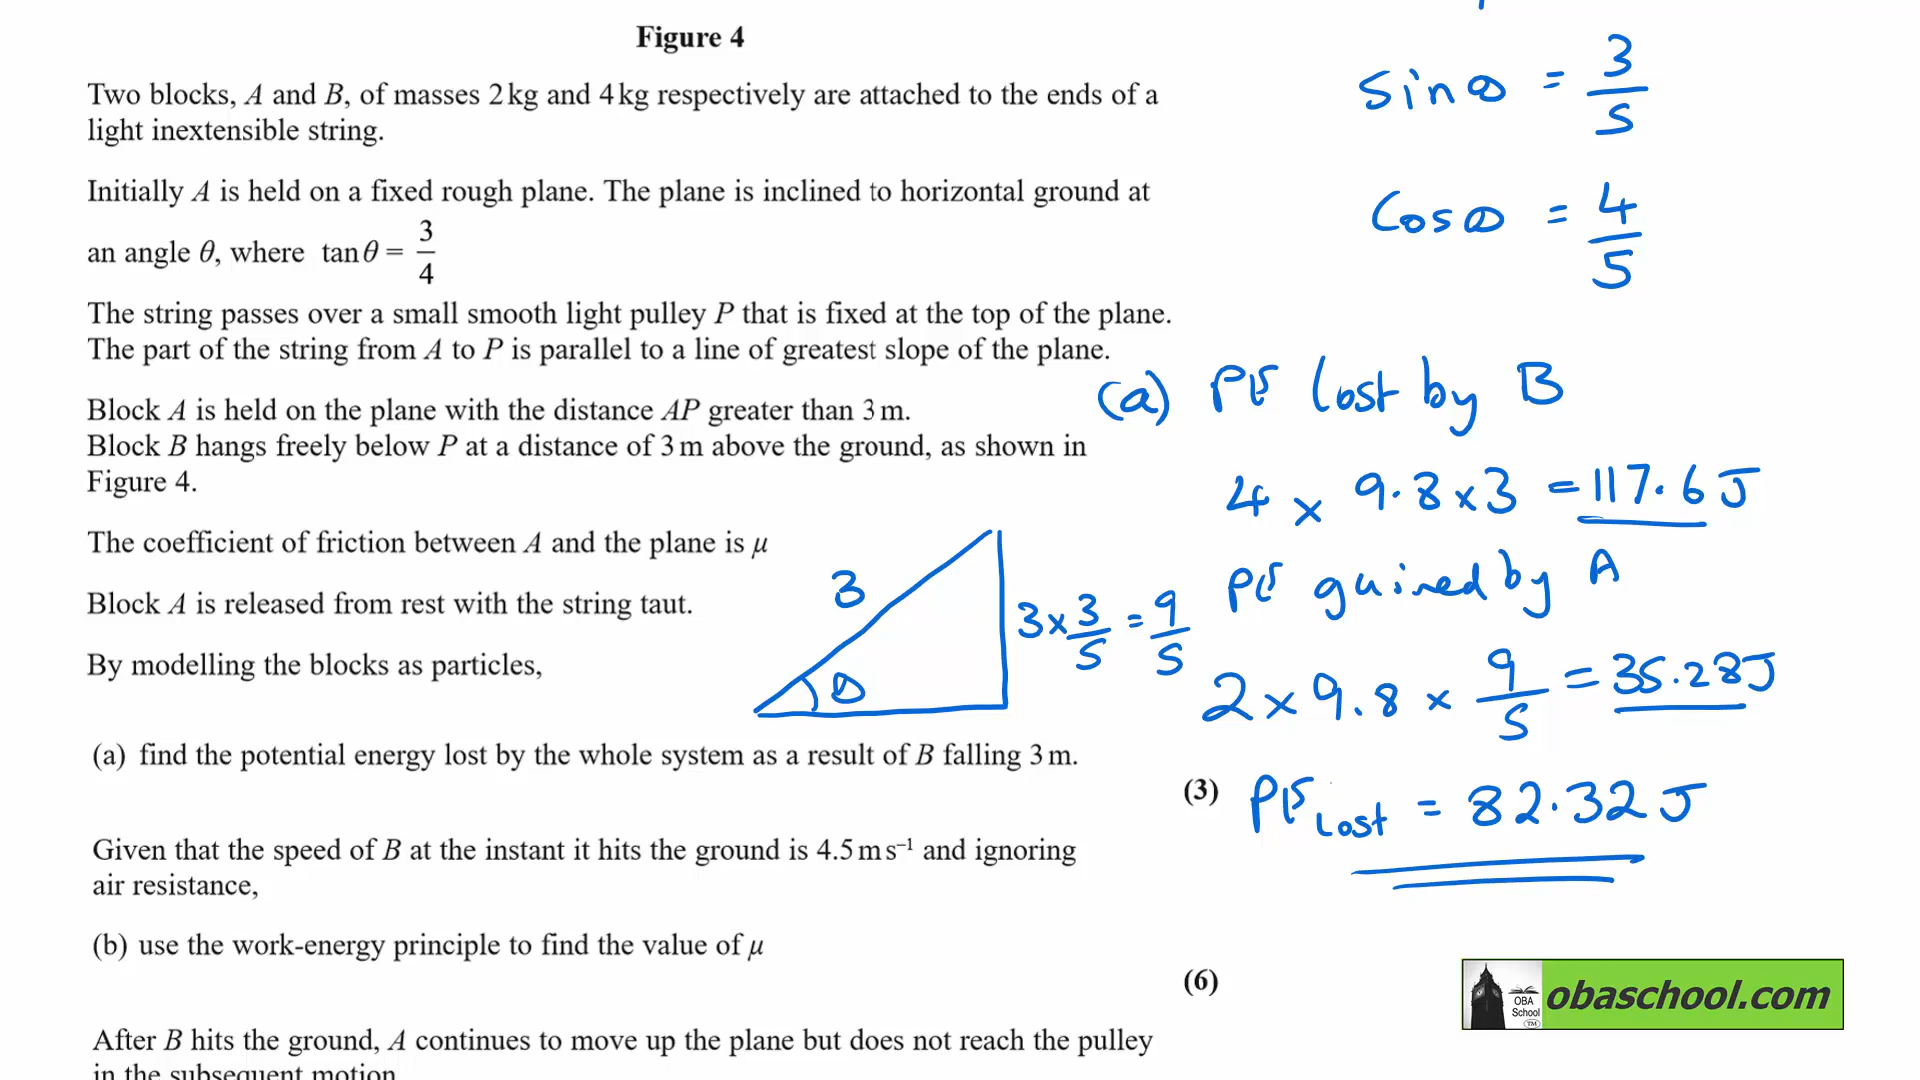 Figure 4
Two blocks, A and B, of masses 2 kg and 4 kg respectively are attached to the ends of a
light inextensible string.
Initially A is held on a fixed rough plane. The plane is inclined to horizontal ground at
an angle θ, where tan θ = 3/4
The string passes over a small smooth light pulley P that is fixed at the top of the plane.
The part of the string from A to P is parallel to a line of greatest slope of the plane.
Block A is held on the plane with the distance AP greater than 3 m.
Block B hangs freely below P at a distance of 3 m above the ground, as shown in
Figure 4.
The coefficient of friction between A and the plane is μ
Block A is released from rest with the string taut.
By modelling the blocks as particles,
(a) find the potential energy lost by the whole system as a result of B falling 3 m.
(3)
Given that the speed of B at the instant it hits the ground is 4.5 m s⁻¹ and ignoring
air resistance,
(b) use the work-energy principle to find the value of μ
(6)
After B hits the ground, A continues to move up the plane but does not reach the pulley
in the subsequent motion
3
θ
3 × 3/5 = 9/5
sinθ = 3/5
Cosθ = 4/5
(a) PE lost by B
4 × 9.8 × 3 = 117.6 J
PE gained by A
2 × 9.8 × 9/5 = 35.28J
PE lost = 82.32 J
OBA
School
TM
obaschool.com